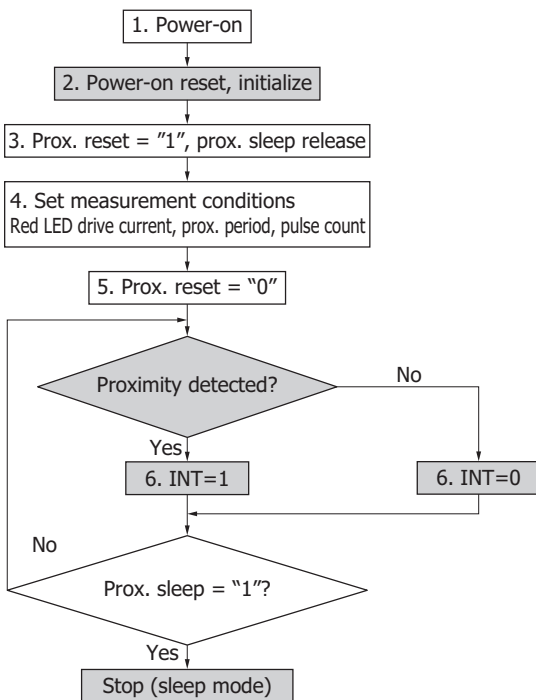 1. Power-on
2. Power-on reset, initialize
3. Prox. reset = ”1”, prox. sleep release
4. Set measurement conditions
Red LED drive current, prox. period, pulse count
5. Prox. reset = “0”
Proximity detected?
No
Yes
6. INT=1
6. INT=0
No
Prox. sleep = “1”?
Yes
Stop (sleep mode)